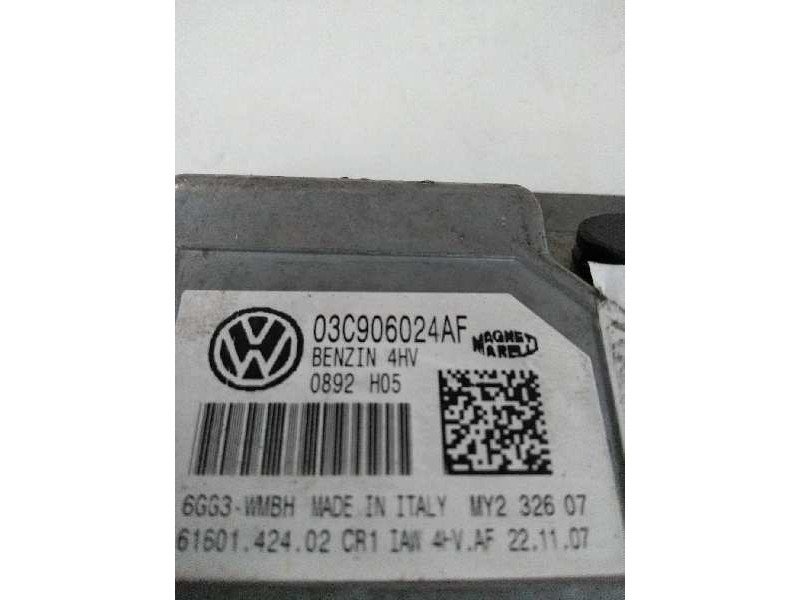 03C906024AF
MAGNETI MARELLI
BENZIN 4HV
0892 H05
6GG3-WMBH MADE IN ITALY MY2 326 07
61601.424.02 CR1 IAW 4HV.AF 22.11.07